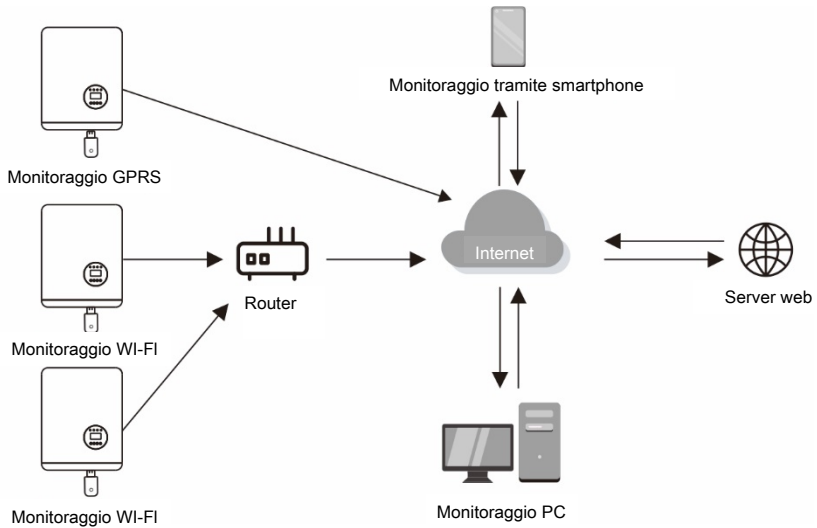 Monitoraggio tramite smartphone
Monitoraggio GPRS
Internet
Router
Server web
Monitoraggio WI-FI
Monitoraggio PC
Monitoraggio WI-FI